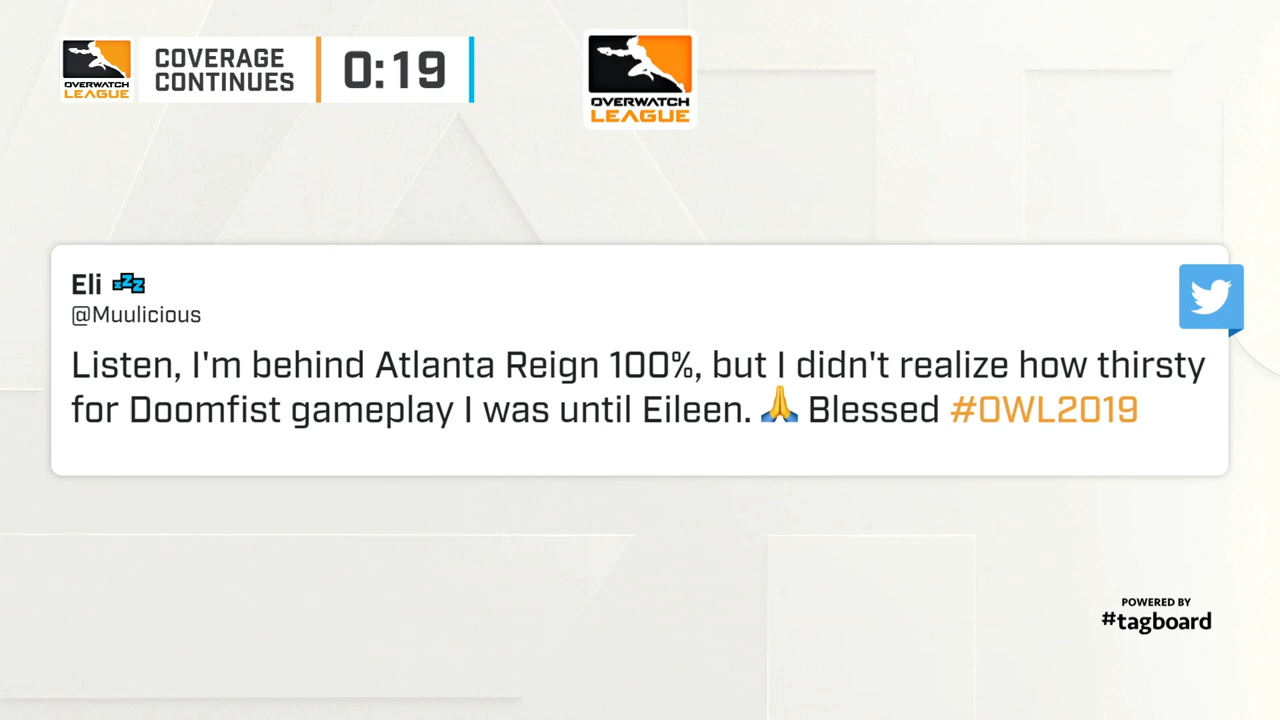 OVERWATCH
LEAGUE
COVERAGE
CONTINUES
0:19
OVERWATCH
LEAGUE
Eli 💤
@Muulicious
Listen, I'm behind Atlanta Reign 100%, but I didn't realize how thirsty
for Doomfist gameplay I was until Eileen. 🙏 Blessed #OWL2019
POWERED BY
#tagboard